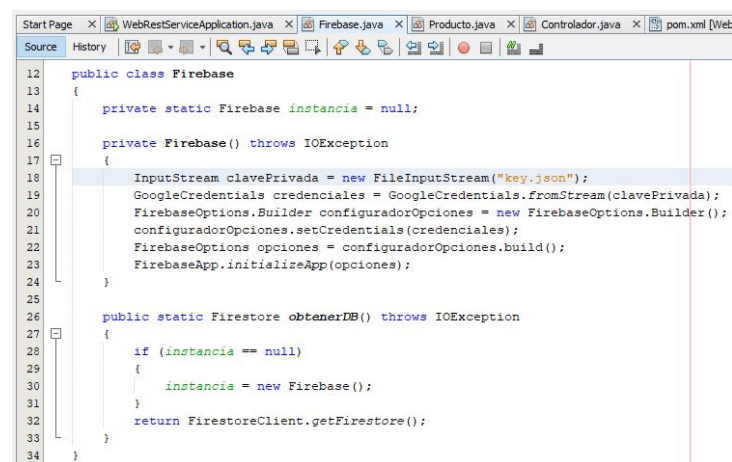 Start Page WebRestServiceApplication.java Firebase.java Producto.java Controlador.java pom.xml [Web
Source History
12 public class Firebase
13 {
14 private static Firebase instancia = null;
15
16 private Firebase() throws IOException
17 {
18 InputStream clavePrivada = new FileInputStream("key.json");
19 GoogleCredentials credenciales = GoogleCredentials.fromStream(clavePrivada);
20 FirebaseOptions.Builder configuradorOpciones = new FirebaseOptions.Builder();
21 configuradorOpciones.setCredentials(credenciales);
22 FirebaseOptions opciones = configuradorOpciones.build();
23 FirebaseApp.initializeApp(opciones);
24 }
25
26 public static Firestore obtenerDB() throws IOException
27 {
28 if (instancia == null)
29 {
30 instancia = new Firebase();
31 }
32 return FirestoreClient.getFirestore();
33 }
34 }